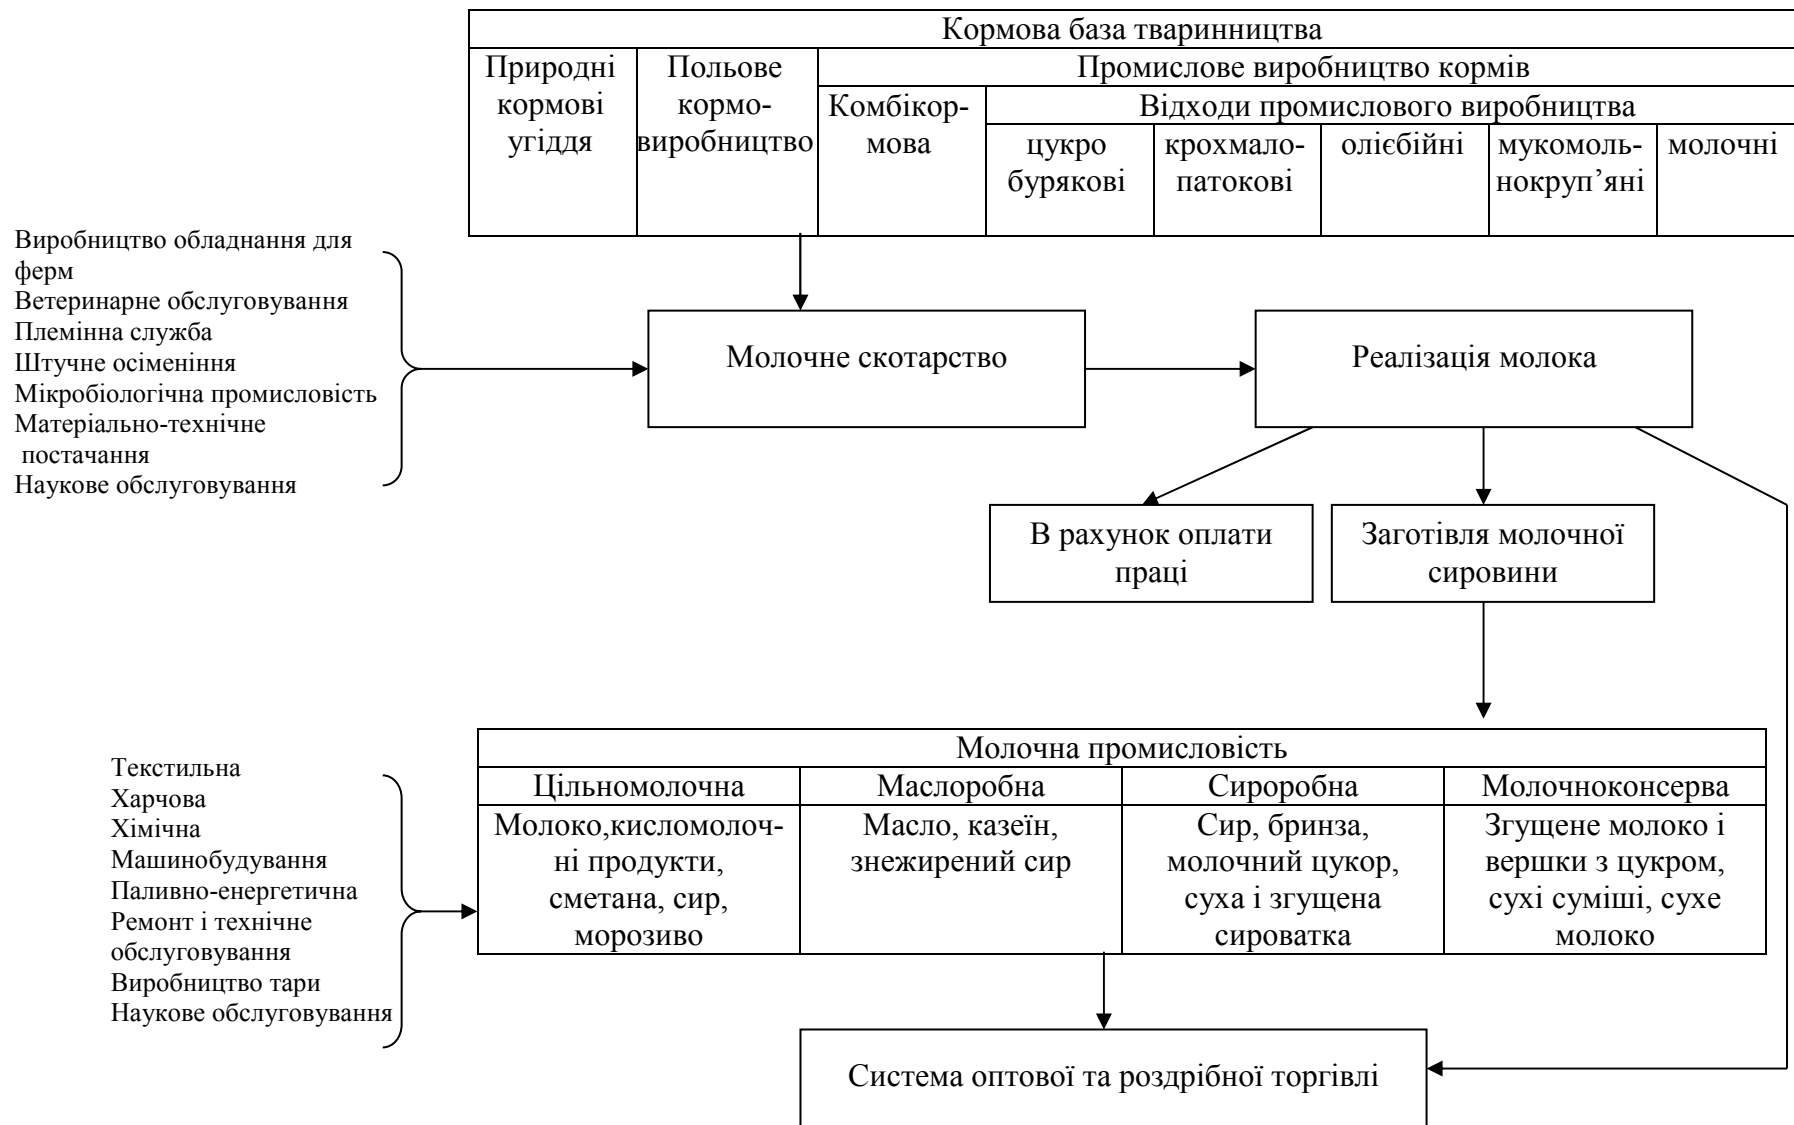 Кормова база тваринництва
Природні
кормові
угіддя
Польове
кормо-
виробництво
Промислове виробництво кормів
Комбікор-
мова
Відходи промислового виробництва
цукро
бурякові
крохмало-
патокові
олієбійні
мукомоль-
нокруп’яні
молочні
Виробництво обладнання для
ферм
Ветеринарне обслуговування
Племінна служба
Штучне осіменіння
Мікробіологічна промисловість
Матеріально-технічне
постачання
Наукове обслуговування
Молочне скотарство
Реалізація молока
В рахунок оплати
праці
Заготівля молочної
сировини
Молочна промисловість
Цільномолочна
Маслоробна
Сироробна
Молочноконсерва
Молоко,кисломолоч-
ні продукти,
сметана, сир,
морозиво
Масло, казеїн,
знежирений сир
Сир, бринза,
молочний цукор,
суха і згущена
сироватка
Згущене молоко і
вершки з цукром,
сухі суміші, сухе
молоко
Текстильна
Харчова
Хімічна
Машинобудування
Паливно-енергетична
Ремонт і технічне
обслуговування
Виробництво тари
Наукове обслуговування
Система оптової та роздрібної торгівлі